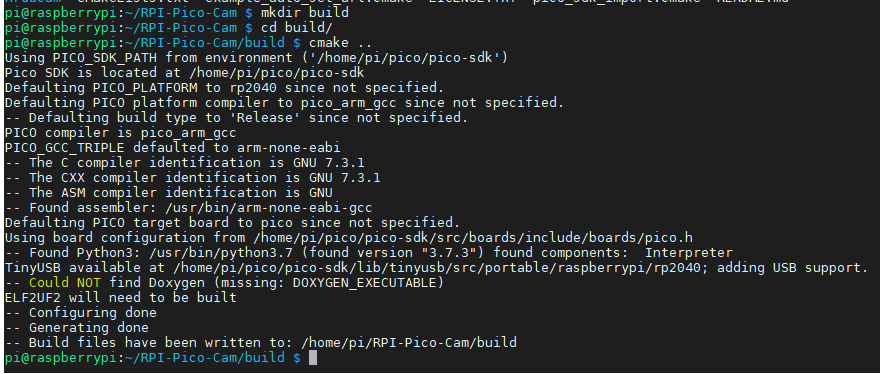 pi@raspberrypi:~/RPI-Pico-Cam $ mkdir build
pi@raspberrypi:~/RPI-Pico-Cam $ cd build/
pi@raspberrypi:~/RPI-Pico-Cam/build $ cmake ..
Using PICO_SDK_PATH from environment ('/home/pi/pico/pico-sdk')
Pico SDK is located at /home/pi/pico/pico-sdk
Defaulting PICO_PLATFORM to rp2040 since not specified.
Defaulting PICO platform compiler to pico_arm_gcc since not specified.
-- Defaulting build type to 'Release' since not specified.
PICO compiler is pico_arm_gcc
PICO_GCC_TRIPLE defaulted to arm-none-eabi
-- The C compiler identification is GNU 7.3.1
-- The CXX compiler identification is GNU 7.3.1
-- The ASM compiler identification is GNU
-- Found assembler: /usr/bin/arm-none-eabi-gcc
Defaulting PICO target board to pico since not specified.
Using board configuration from /home/pi/pico/pico-sdk/src/boards/include/boards/pico.h
-- Found Python3: /usr/bin/python3.7 (found version "3.7.3") found components:  Interpreter
TinyUSB available at /home/pi/pico/pico-sdk/lib/tinyusb/src/portable/raspberrypi/rp2040; adding USB support.
-- Could NOT find Doxygen (missing: DOXYGEN_EXECUTABLE)
ELF2UF2 will need to be built
-- Configuring done
-- Generating done
-- Build files have been written to: /home/pi/RPI-Pico-Cam/build
pi@raspberrypi:~/RPI-Pico-Cam/build $